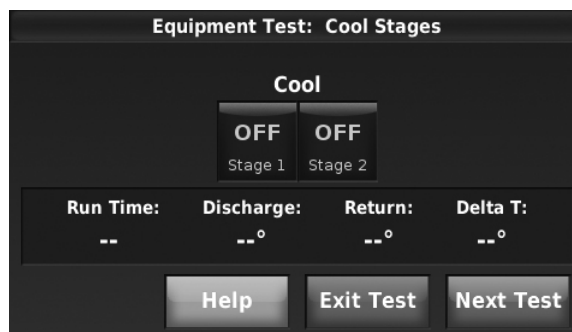 Equipment Test: Cool Stages
Cool
OFF OFF
Stage 1 Stage 2
Run Time: Discharge: Return: Delta T:
-- --° --° --°
Help Exit Test Next Test